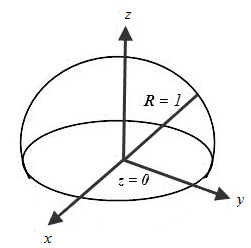 z
R = 1
z = 0
y
x